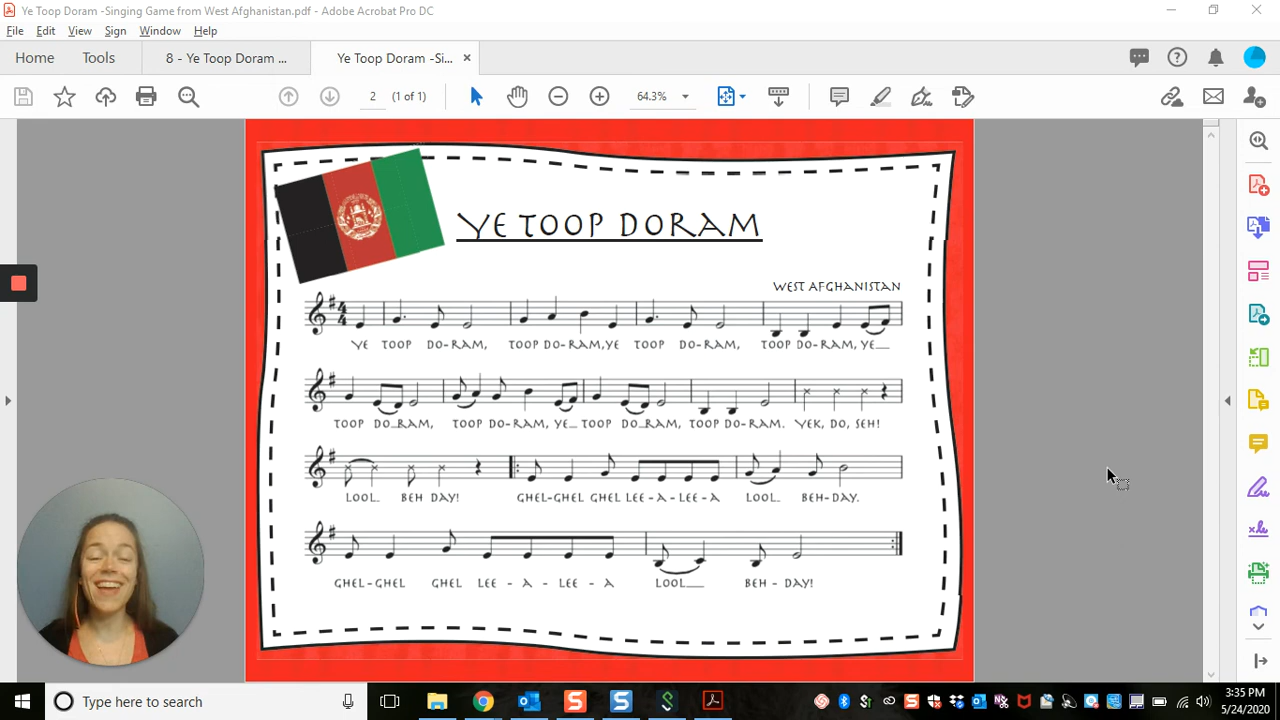 Ye Toop Doram -Singing Game from West Afghanistan.pdf - Adobe Acrobat Pro DC
File Edit View Sign Window Help
Home Tools 8 - Ye Toop Doram ... Ye Toop Doram -Si... ×
2 (1 of 1) 64.3%
YE TOOP DORAM
WEST AFGHANISTAN
4
4
YE TOOP DO-RAM, TOOP DO-RAM,YE TOOP DO-RAM, TOOP DO-RAM, YE__
TOOP DO_RAM, TOOP DO-RAM, YE_ TOOP DO_RAM, TOOP DO-RAM. YEK, DO, SEH!
LOOL. BEH DAY! GHEL-GHEL GHEL LEE-A-LEE-A LOOL. BEH-DAY.
GHEL-GHEL GHEL LEE - A - LEE - A LOOL__ BEH - DAY!
Type here to search
3:35 PM
5/24/2020